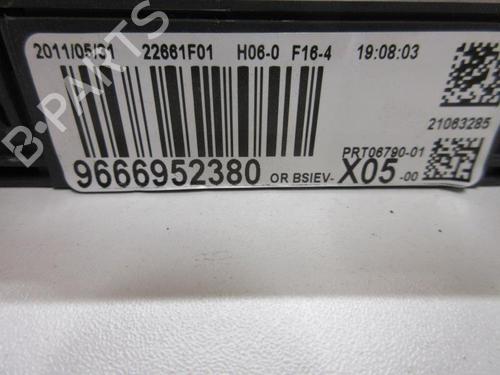 2011/05/31 22661F01 H06-0 F16-4 19:08:03
21063285
PRT06790-01
9666952380 OR BSIEV- X05 -00
B-PARTS